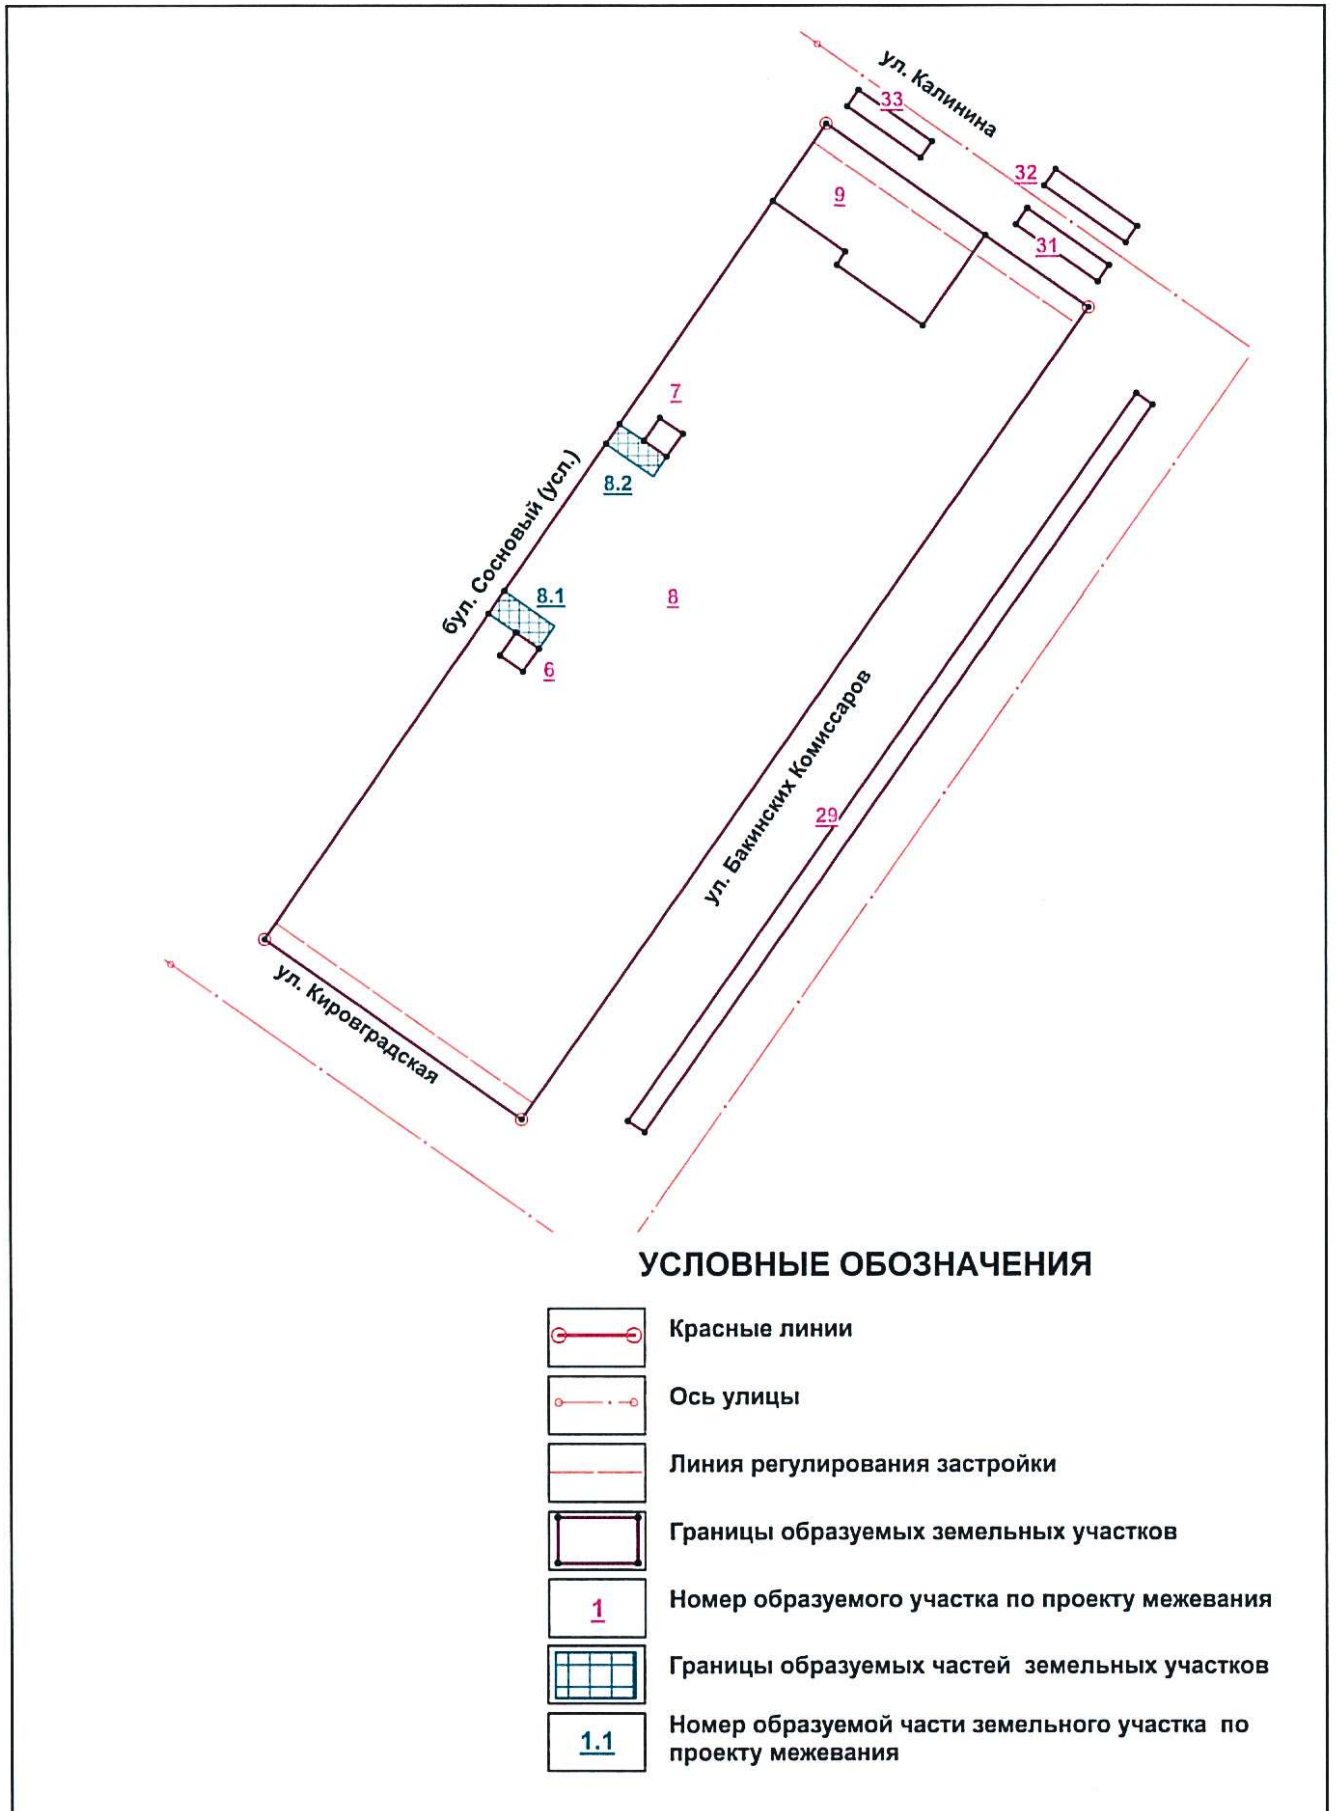 ул. Калинина
33
32
9
31
7
8.2
бул. Сосновый (усл.)
8.1
8
6
ул. Бакинских Комиссаров
29
ул. Кировградская
УСЛОВНЫЕ ОБОЗНАЧЕНИЯ
Красные линии
Ось улицы
Линия регулирования застройки
Границы образуемых земельных участков
1
Номер образуемого участка по проекту межевания
Границы образуемых частей земельных участков
1.1
Номер образуемой части земельного участка по
проекту межевания